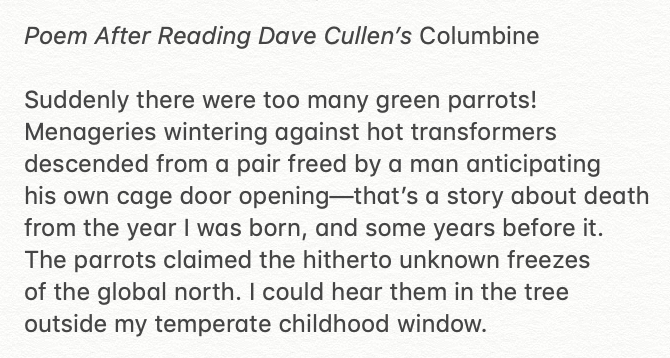 Poem After Reading Dave Cullen’s Columbine
Suddenly there were too many green parrots!
Menageries wintering against hot transformers
descended from a pair freed by a man anticipating
his own cage door opening—that’s a story about death
from the year I was born, and some years before it.
The parrots claimed the hitherto unknown freezes
of the global north. I could hear them in the tree
outside my temperate childhood window.